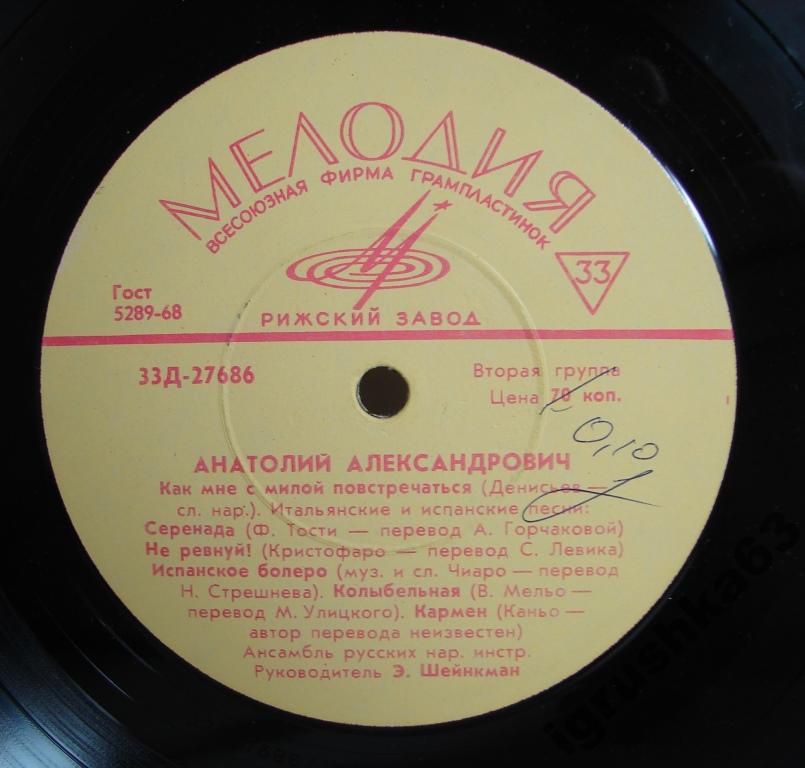 МЕЛОДИЯ
ВСЕСОЮЗНАЯ ФИРМА ГРАМПЛАСТИНОК
33
Гост
5289-68
РИЖСКИЙ ЗАВОД
33Д-27686
Вторая группа
Цена 70 коп.
0,10
АНАТОЛИЙ АЛЕКСАНДРОВИЧ
Как мне с милой повстречаться (Денисьев —
сл. нар.). Итальянские и испанские песни:
Серенада (Ф. Тости — перевод А. Горчаковой)
Не ревнуй! (Кристофаро — перевод С. Левика)
Испанское болеро (муз. и сл. Чиаро — перевод
Н. Стрешнева). Колыбельная (В. Мельо —
перевод М. Улицкого). Кармен (Каньо —
автор перевода неизвестен)
Ансамбль русских нар. инстр.
Руководитель Э. Шейнкман
igrushka63